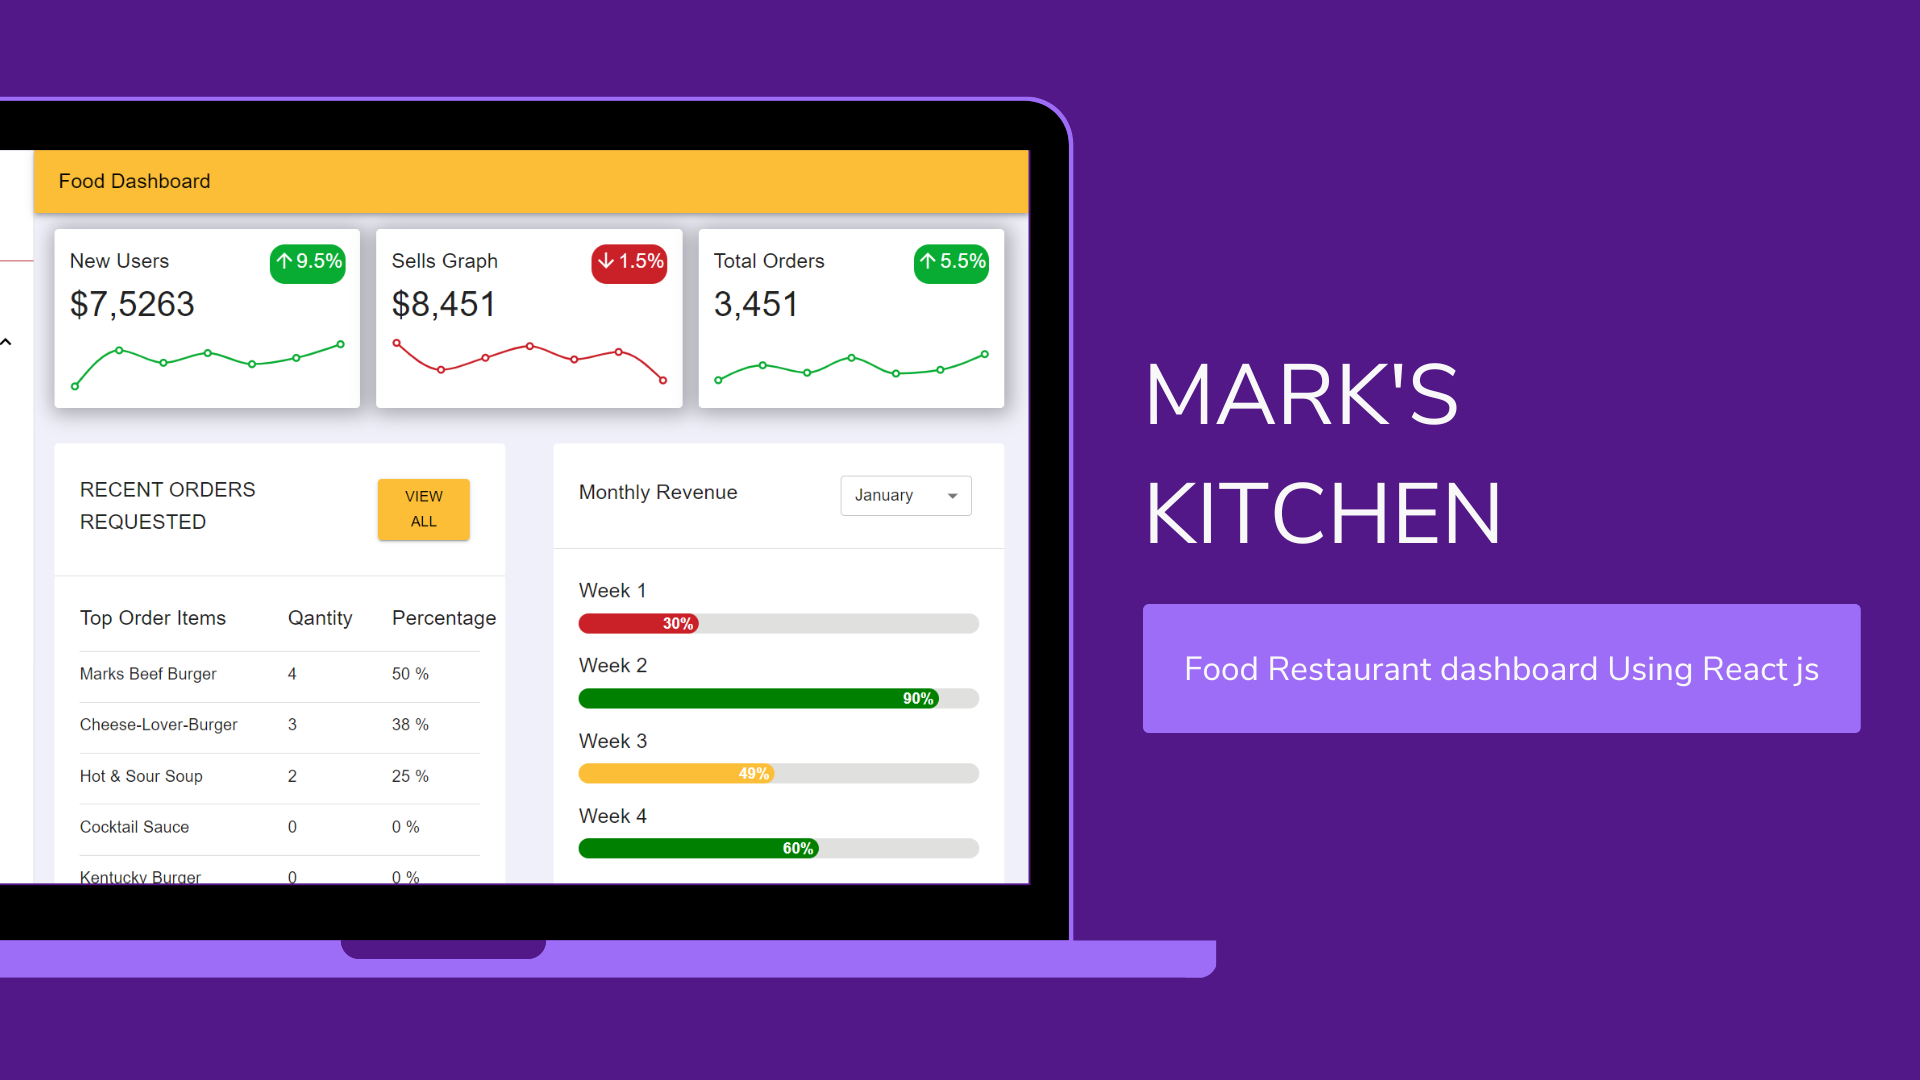 Food Dashboard
New Users
9.5%
$7,5263
Sells Graph
1.5%
$8,451
Total Orders
5.5%
3,451
RECENT ORDERS
REQUESTED
VIEW
ALL
Top Order Items Qantity Percentage
Marks Beef Burger 4 50 %
Cheese-Lover-Burger 3 38 %
Hot & Sour Soup 2 25 %
Cocktail Sauce 0 0 %
Kentucky Burger 0 0 %
Monthly Revenue
January
Week 1
30%
Week 2
90%
Week 3
49%
Week 4
60%
MARK'S
KITCHEN
Food Restaurant dashboard Using React js